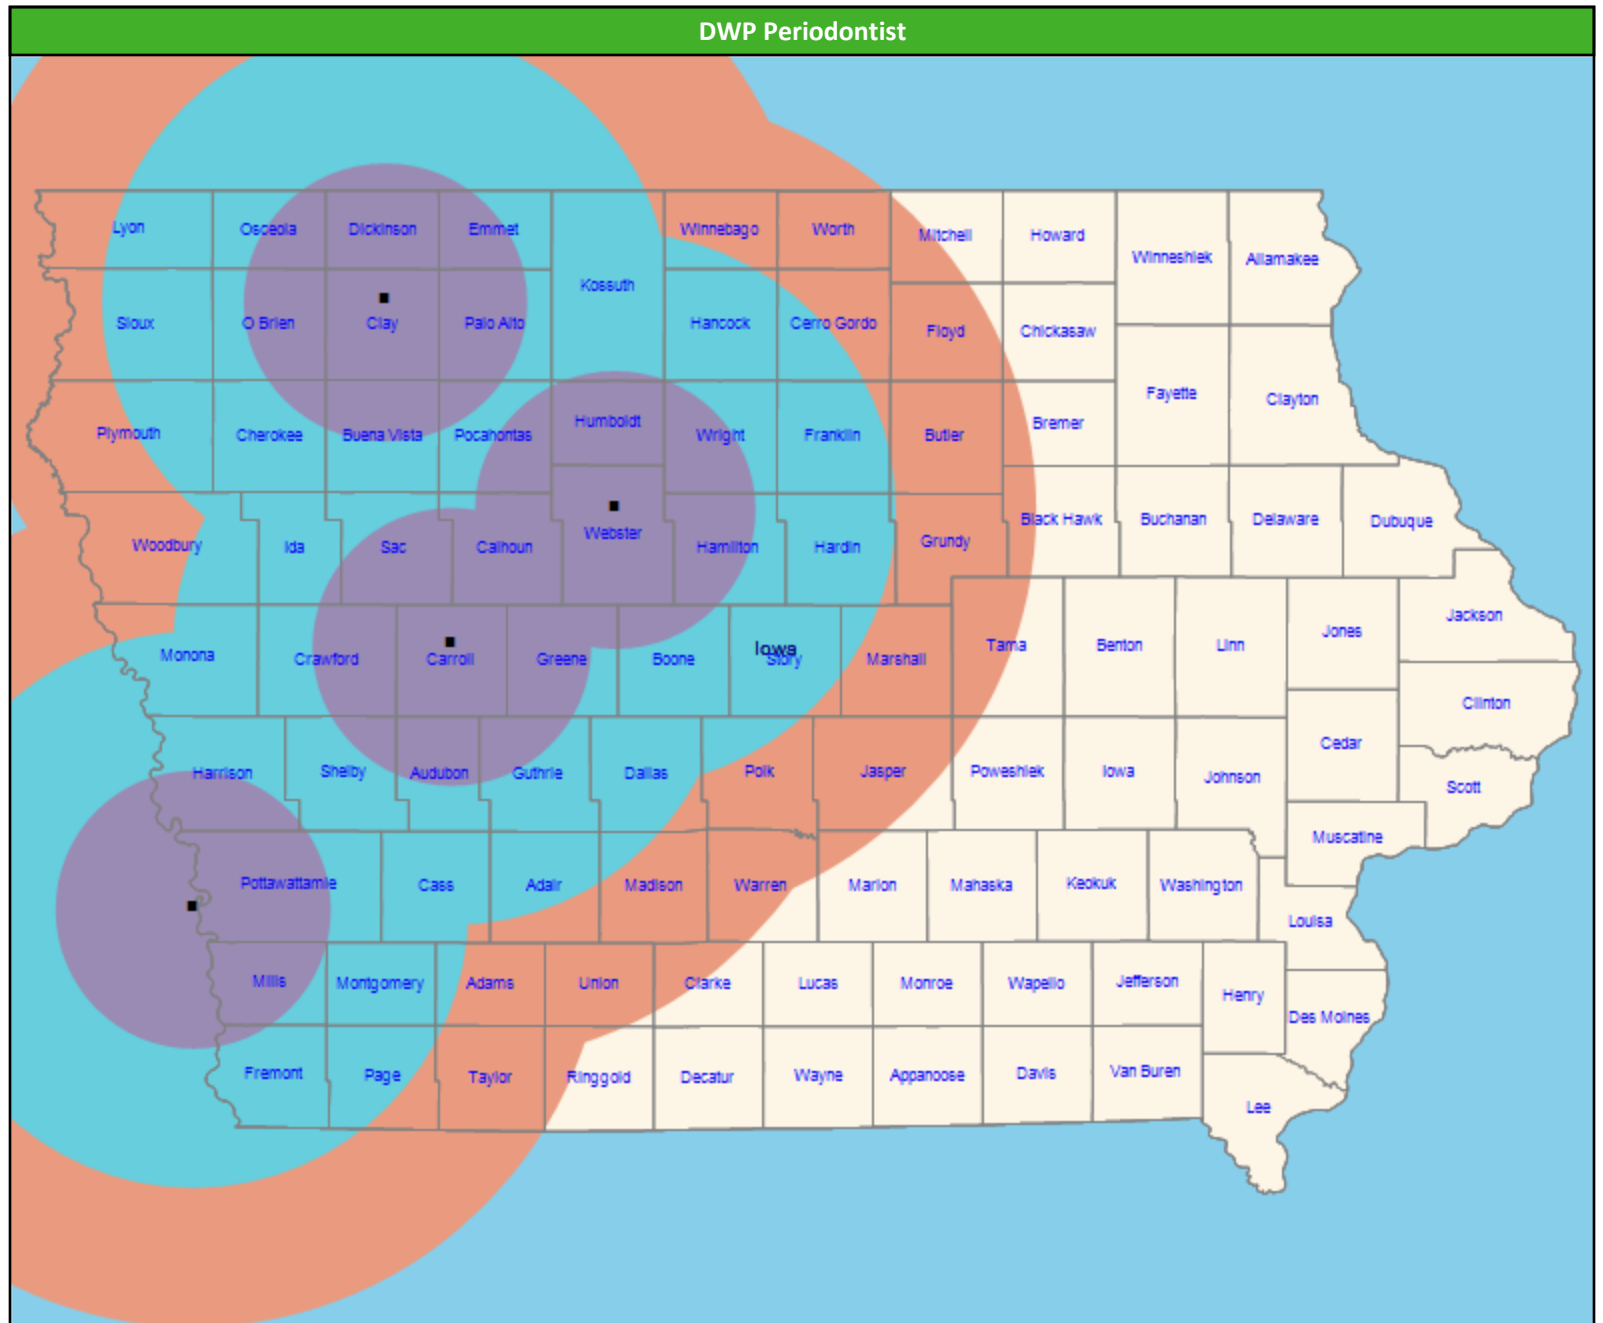 DWP Periodontist
Lyon Osceola Dickinson Emmet Winnebago Worth Mitchell Howard Winneshiek Allamakee
Kossuth
Sioux O Brien Clay Palo Alto Hancock Cerro Gordo Floyd Chickasaw
Plymouth Cherokee Buena Vista Pocahontas Humboldt Wright Franklin Butler Bremer Fayette Clayton
Woodbury Ida Sac Calhoun Webster Hamilton Hardin Grundy Black Hawk Buchanan Delaware Dubuque
Monona Crawford Carroll Greene Boone Iowa Story Marshall Tama Benton Linn Jones Jackson
Clinton
Harrison Shelby Audubon Guthrie Dallas Polk Jasper Poweshiek Iowa Johnson Cedar Scott
Muscatine
Pottawattamie Cass Adair Madison Warren Marion Mahaska Keokuk Washington Louisa
Mills Montgomery Adams Union Clarke Lucas Monroe Wapello Jefferson Henry Des Moines
Fremont Page Taylor Ringgold Decatur Wayne Appanoose Davis Van Buren Lee